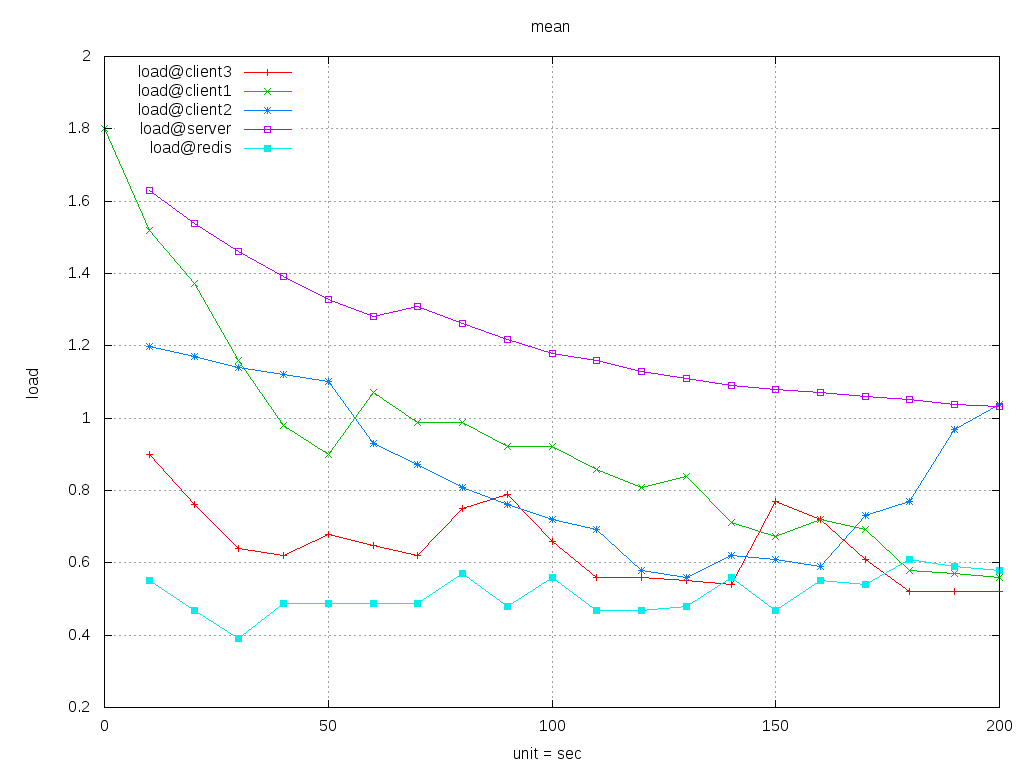 mean
2
load@client3
load@client1
load@client2
1.8
load@server
load@redis
1.6
1.4
1.2
load
1
0.8
0.6
0.4
0.2
0 50 100 150 200
unit = sec